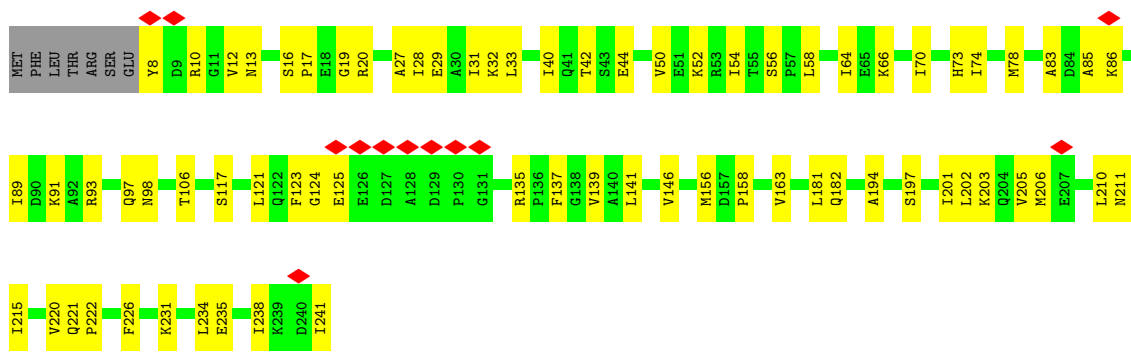 MET PHE LEU THR ARG SER GLU Y8 D9 R10 G11 V12 N13 S16 P17 E18 G19 R20 A27 I28 E29 A30 I31 K32 L33 I40 Q41 T42 S43 E44 V50 E51 K52 R53 I54 T55 S56 P57 L58 I64 E65 K66 I70 H73 I74 M78 A83 D84 A85 K86
I89 D90 K91 A92 R93 Q97 N98 T106 S117 L121 Q122 F123 G124 E125 E126 D127 A128 D129 P130 G131 R135 P136 F137 G138 V139 A140 L141 V146 M156 D157 P158 V163 L181 Q182 A194 S197 I201 L202 K203 Q204 V205 M206 E207 L210 N211
I215 V220 Q221 P222 F226 K231 L234 E235 I238 K239 D240 I241